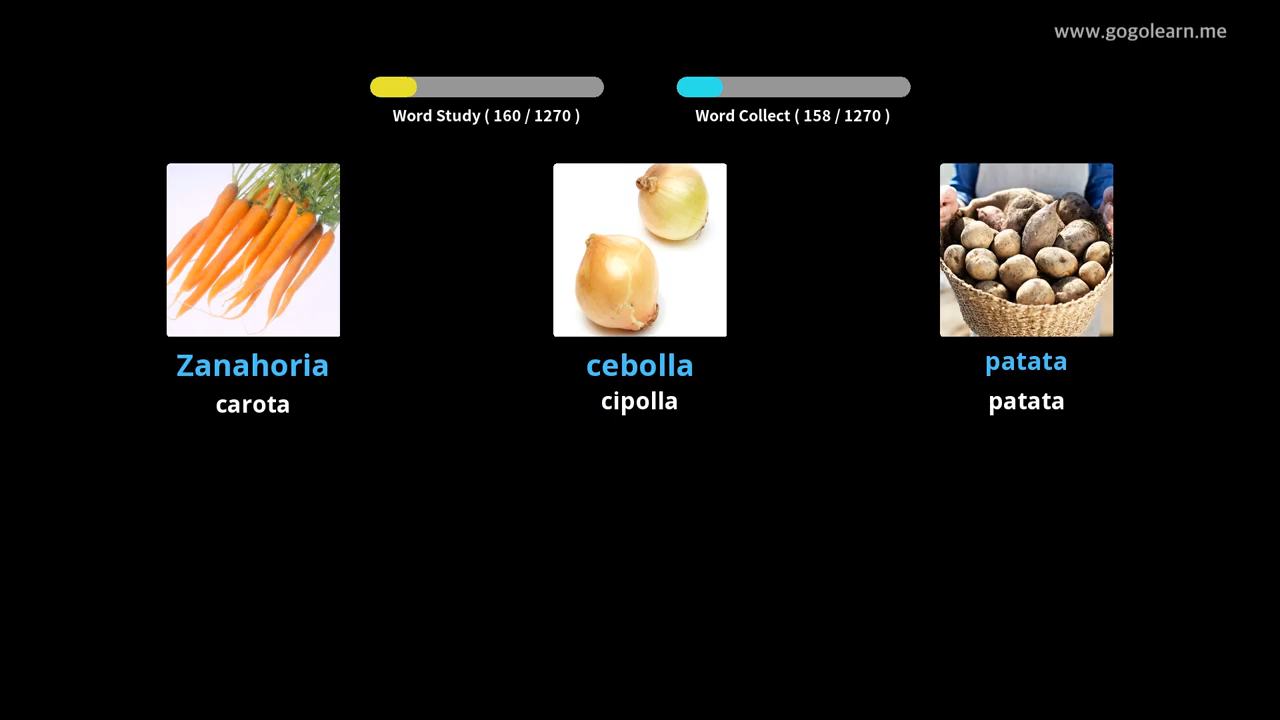 www.gogolearn.me
Word Study ( 160 / 1270 )
Word Collect ( 158 / 1270 )
Zanahoria
carota
cebolla
cipolla
patata
patata